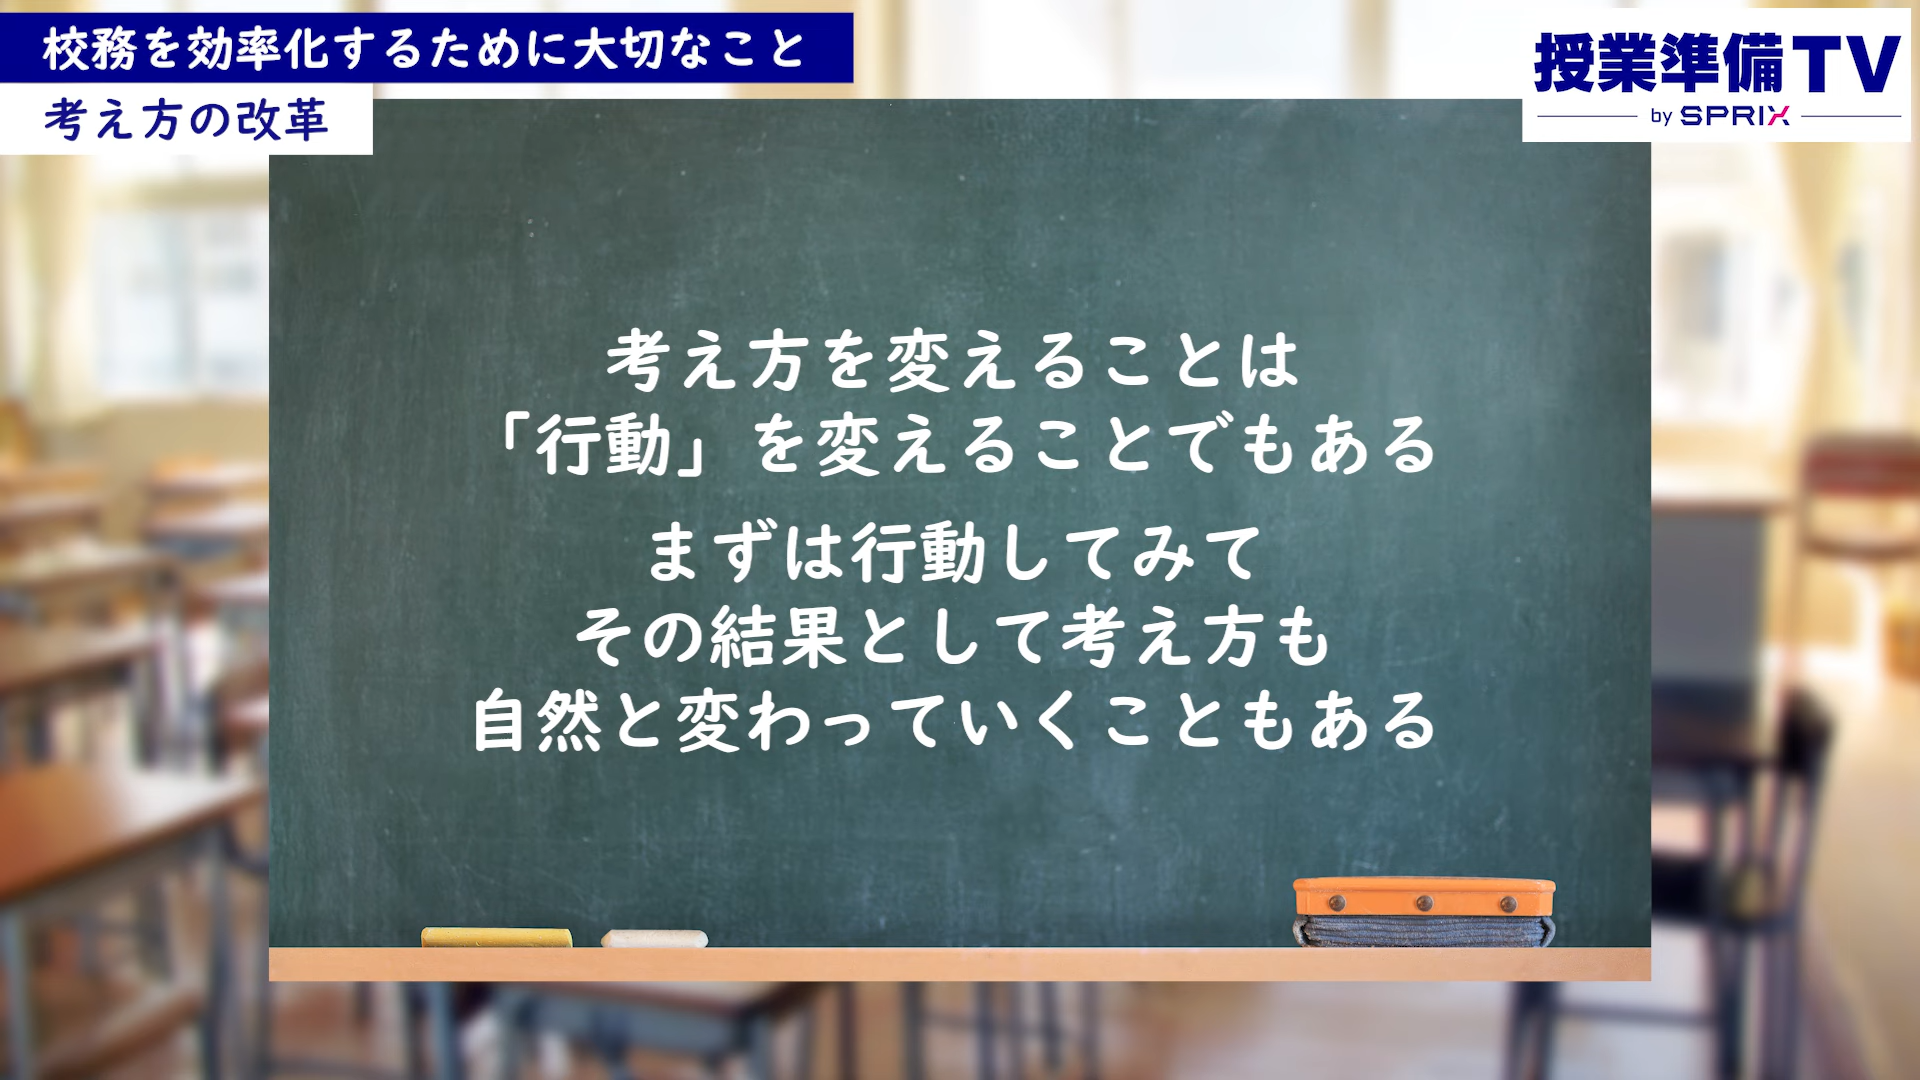 校務を効率化するために大切なこと
考え方の改革
授業準備TV
by SPRIX
考え方を変えることは
「行動」を変えることでもある
まずは行動してみて
その結果として考え方も
自然と変わっていくこともある